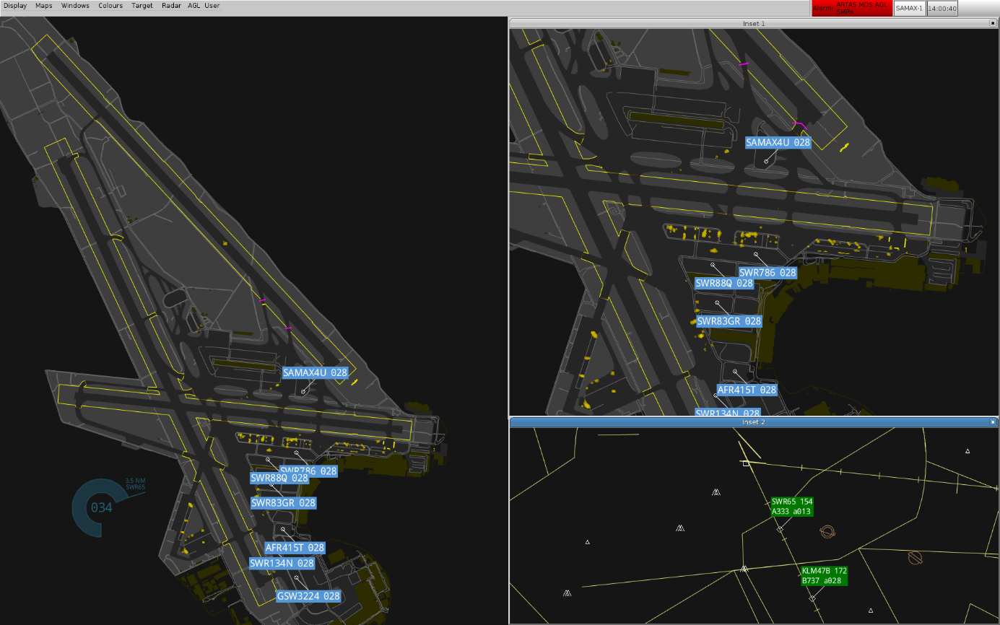 Display Maps Windows Colours Target Radar AGL User
Alarm: ARTAS MDS AGL
SMRs
SAMAX-1
14:00:40
Inset 1
SAMAX4U 028
SWR786 028
SWR88Q 028
SWR83GR 028
AFR415T 028
SWR134N 028
SAMAX4U 028
SWR786 028
SWR88Q 028
SWR83GR 028
AFR415T 028
SWR134N 028
GSW3224 028
3.5 NM
SWR65
034
Inset 2
SWR65 154
A333 a013
KLM47B 172
B737 a028